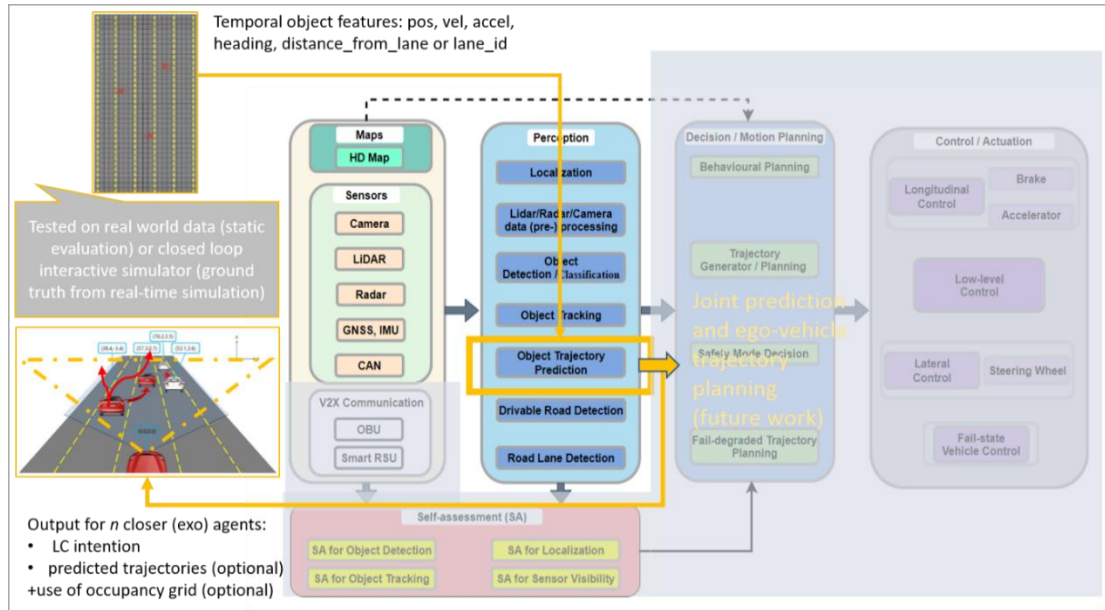 Temporal object features: pos, vel, accel,
heading, distance_from_lane or lane_id
Tested on real world data (static
evaluation) or closed loop
interactive simulator (ground
truth from real-time simulation)
Output for n closer (exo) agents:
• LC intention
• predicted trajectories (optional)
+use of occupancy grid (optional)
Maps
HD Map
Sensors
Camera
LiDAR
Radar
GNSS, IMU
CAN
V2X Communication
OBU
Smart RSU
Perception
Localization
Lidar/Radar/Camera
data (pre-) processing
Object
Detection / Classification
Object Tracking
Object Trajectory
Prediction
Drivable Road Detection
Road Lane Detection
Decision / Motion Planning
Behavioural Planning
Trajectory
Generator / Planning
Safely Mode Decision
Fail-degraded Trajectory
Planning
Joint prediction
and ego-vehicle
trajectory
planning
(future work)
Control / Actuation
Longitudinal
Control
Brake
Accelerator
Low-level
Control
Lateral
Control
Steering Wheel
Fail-state
Vehicle Control
Self-assessment (SA)
SA for Object Detection
SA for Localization
SA for Object Tracking
SA for Sensor Visibility